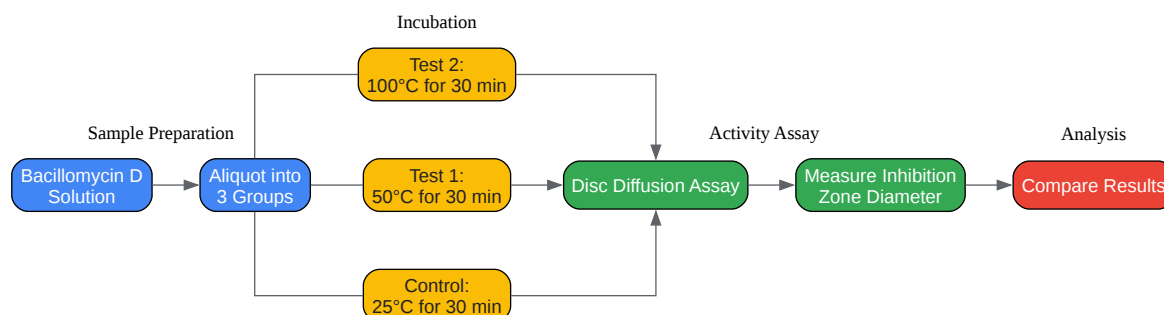 Incubation
Test 2:
100°C for 30 min
Sample Preparation
Activity Assay
Analysis
Bacillomycin D
Solution
Aliquot into
3 Groups
Test 1:
50°C for 30 min
Disc Diffusion Assay
Measure Inhibition
Zone Diameter
Compare Results
Control:
25°C for 30 min